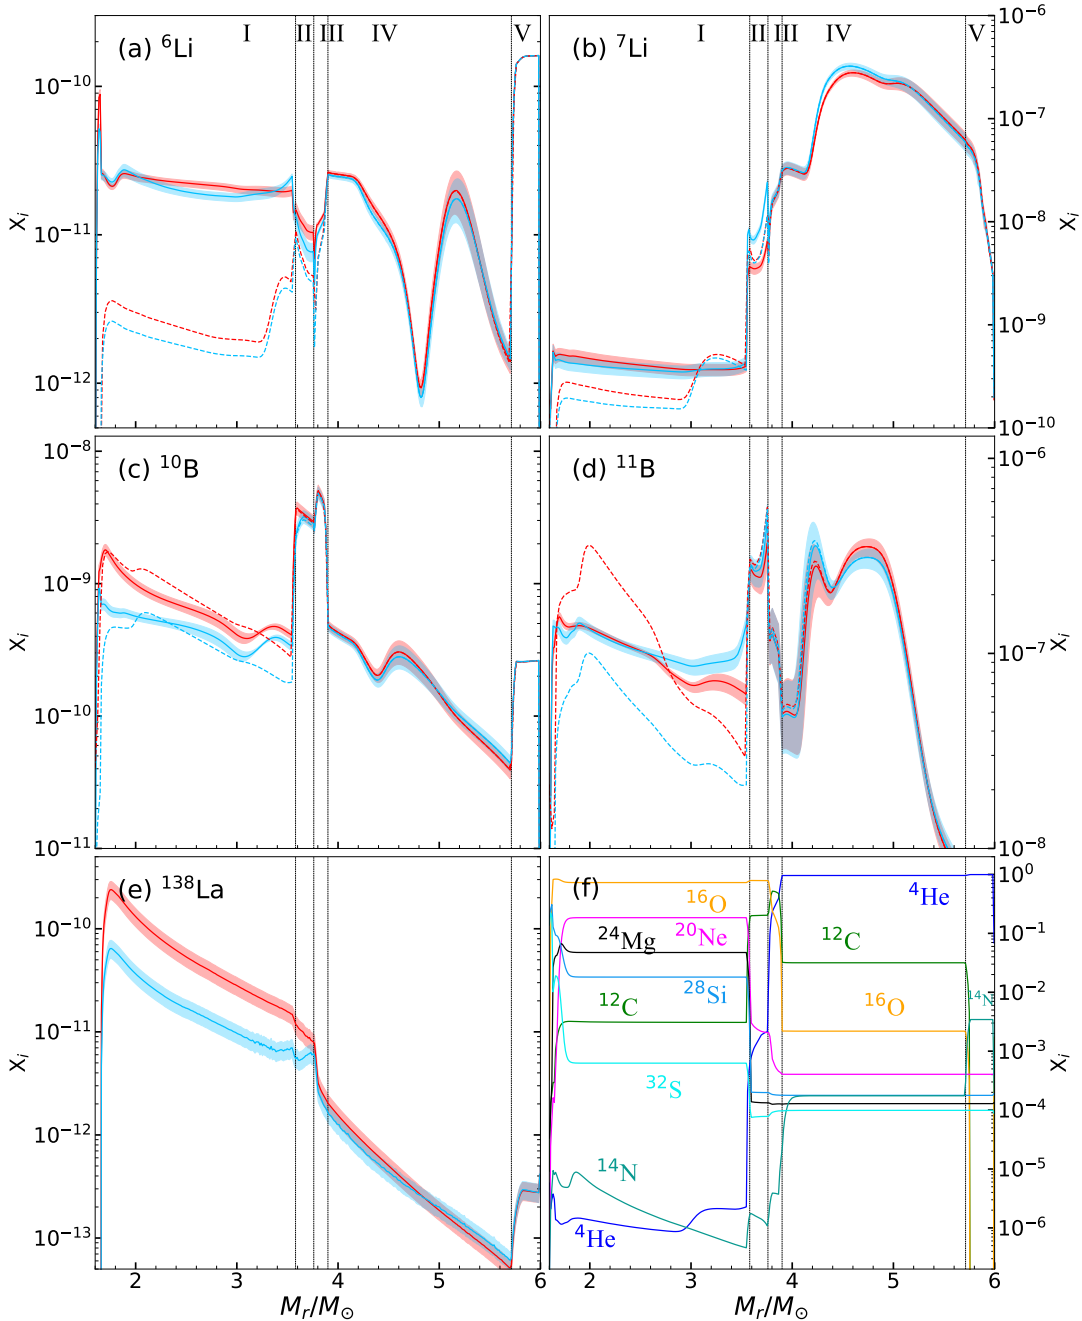 I II III IV V I II III IV V
(a) ⁶Li (b) ⁷Li
10⁻⁶
10⁻¹⁰ 10⁻⁷
Xᵢ 10⁻¹¹ 10⁻⁸ Xᵢ
10⁻¹² 10⁻⁹
10⁻¹⁰
10⁻⁸ (c) ¹⁰B (d) ¹¹B 10⁻⁶
10⁻⁹
Xᵢ 10⁻⁷ Xᵢ
10⁻¹⁰
10⁻¹¹ 10⁻⁸
(e) ¹³⁸La (f) ¹⁶O ⁴He 10⁰
10⁻¹⁰ ²⁴Mg ²⁰Ne ¹²C 10⁻¹
²⁸Si ¹⁴N 10⁻²
10⁻¹¹ ¹²C ¹⁶O
Xᵢ 10⁻³ Xᵢ
³²S
10⁻¹² 10⁻⁴
¹⁴N 10⁻⁵
10⁻¹³ ⁴He 10⁻⁶
2 3 4 5 6 2 3 4 5 6
Mᵣ/M⊙ Mᵣ/M⊙